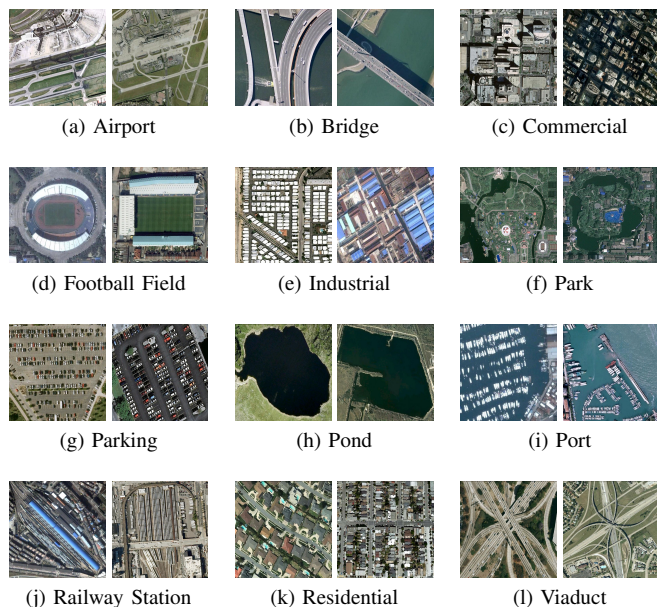 (a) Airport
(b) Bridge
(c) Commercial
(d) Football Field
(e) Industrial
(f) Park
(g) Parking
(h) Pond
(i) Port
(j) Railway Station
(k) Residential
(l) Viaduct